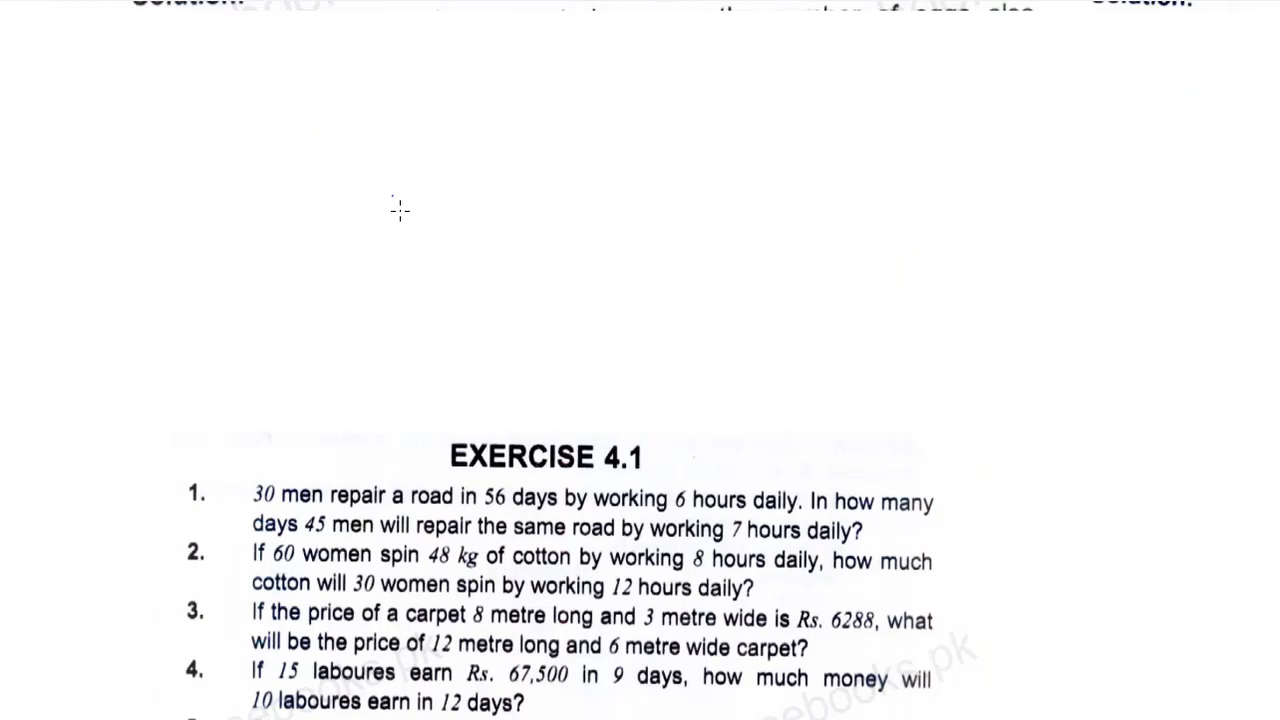 Solution:
Solution:
EXERCISE 4.1
1. 30 men repair a road in 56 days by working 6 hours daily. In how many
days 45 men will repair the same road by working 7 hours daily?
2. If 60 women spin 48 kg of cotton by working 8 hours daily, how much
cotton will 30 women spin by working 12 hours daily?
3. If the price of a carpet 8 metre long and 3 metre wide is Rs. 6288, what
will be the price of 12 metre long and 6 metre wide carpet?
4. If 15 laboures earn Rs. 67,500 in 9 days, how much money will
10 laboures earn in 12 days?